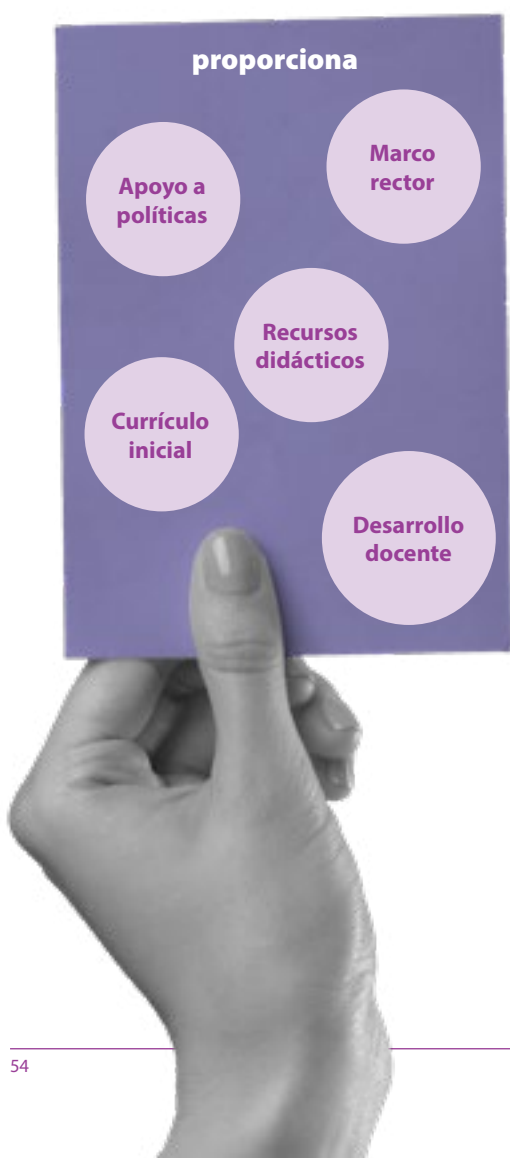 proporciona
Apoyo a
políticas
Marco
rector
Recursos
didácticos
Currículo
inicial
Desarrollo
docente
54